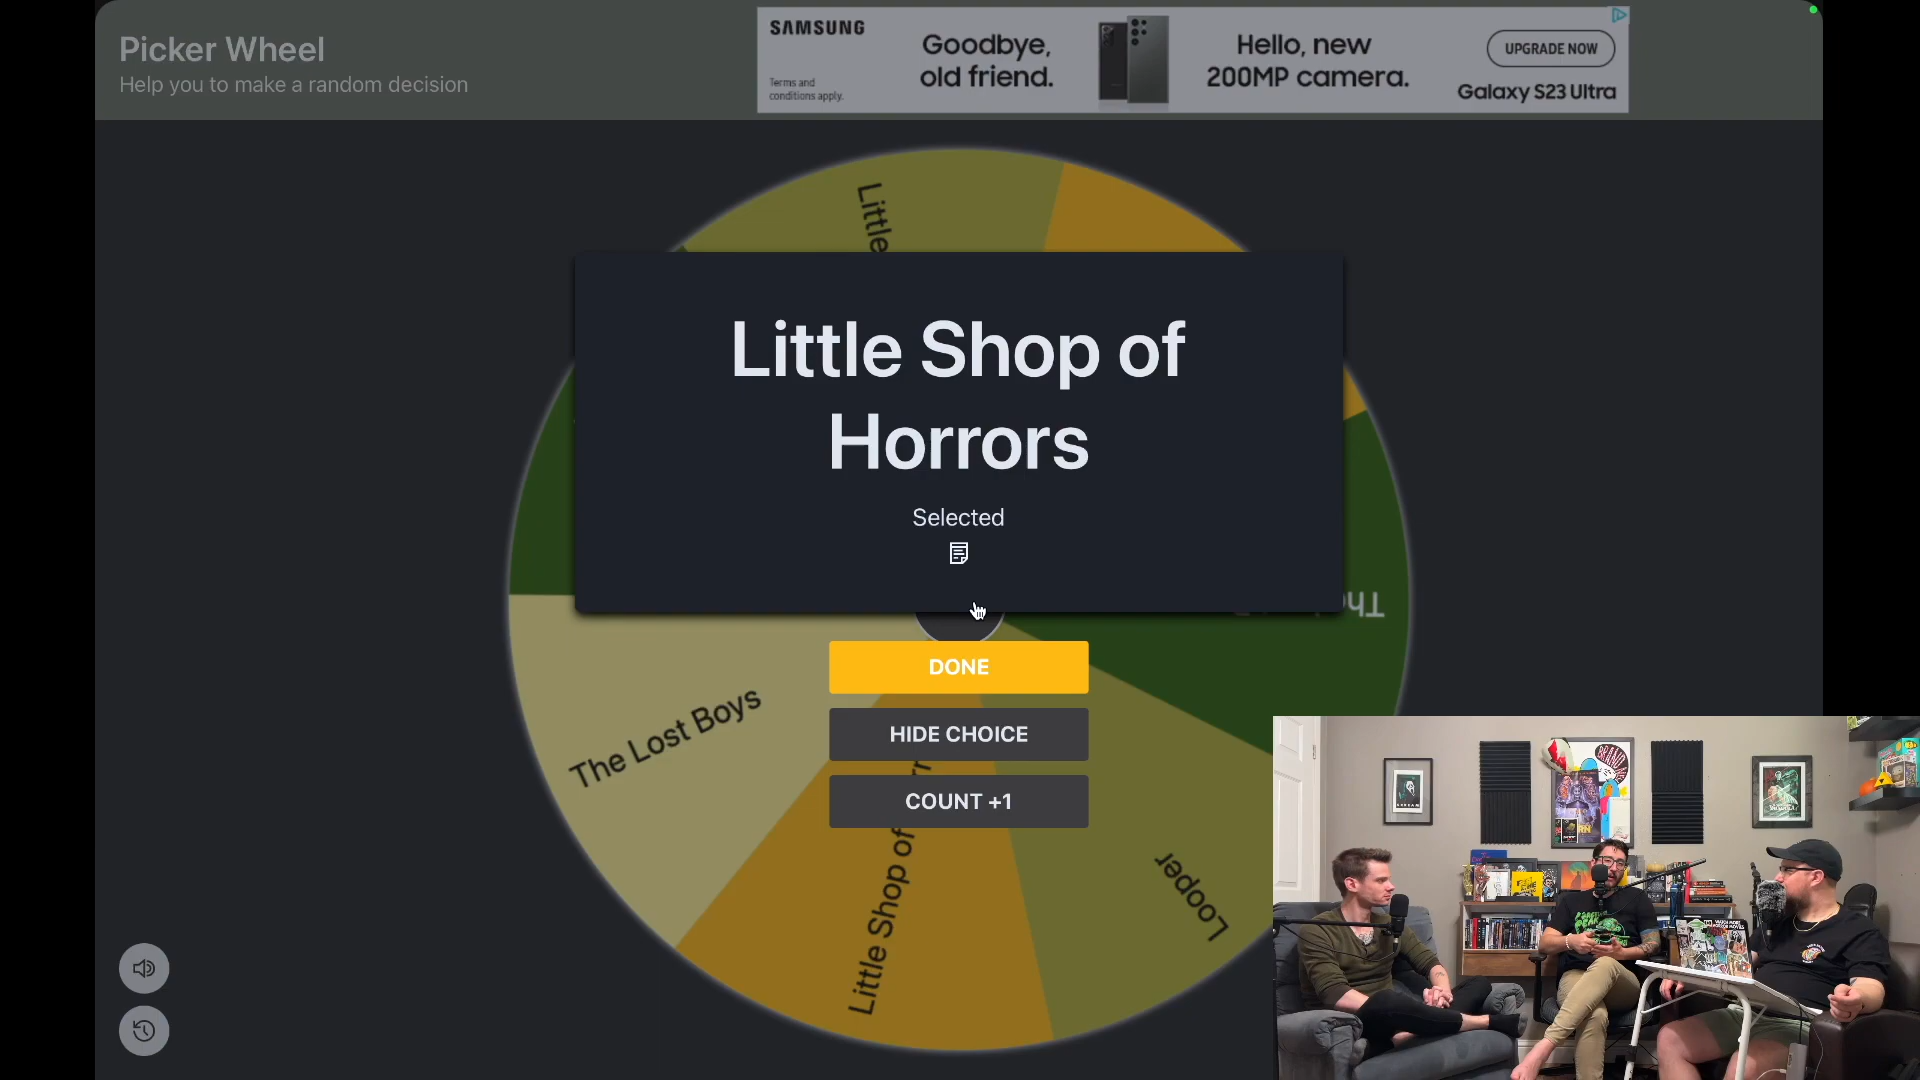 Picker Wheel
Help you to make a random decision
SAMSUNG
Terms and
conditions apply.
Goodbye,
old friend.
Hello, new
200MP camera.
UPGRADE NOW
Galaxy S23 Ultra
Little
Little Shop of
Horrors
Selected
DONE
HIDE CHOICE
COUNT +1
The Lost Boys
Little Shop of
Looper